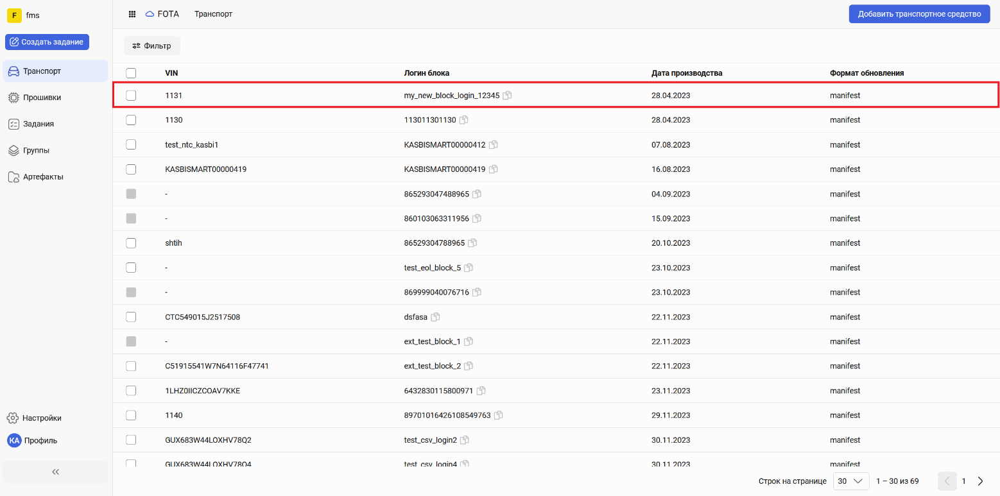 F fms
Создать задание
Транспорт
Прошивки
Задания
Группы
Артефакты
Настройки
КА Профиль
FOTA Транспорт Добавить транспортное средство
Фильтр
VIN Логин блока Дата производства Формат обновления
1131 my_new_block_login_12345 28.04.2023 manifest
1130 113011301130 28.04.2023 manifest
test_ntc_kasbi1 KASBISMART00000412 07.08.2023 manifest
KASBISMART00000419 KASBISMART00000419 16.08.2023 manifest
- 865293047488965 04.09.2023 manifest
- 860103063311956 15.09.2023 manifest
shtih 86529304788965 20.10.2023 manifest
- test_eol_block_5 23.10.2023 manifest
- 869999040076716 23.10.2023 manifest
CTC549015J2517508 dsfasa 22.11.2023 manifest
- ext_test_block_1 22.11.2023 manifest
C51915541W7N64116F47741 ext_test_block_2 22.11.2023 manifest
1LHZ0IICZCOAV7KKE 6432830115800971 23.11.2023 manifest
1140 89701016426108549763 29.11.2023 manifest
GUX683W44LOXHV78Q2 test_csv_login2 30.11.2023 manifest
GUX683W44LOXHV78Q4 test_csv_login4 30.11.2023 manifest
Строк на странице 30 1 – 30 из 69 1